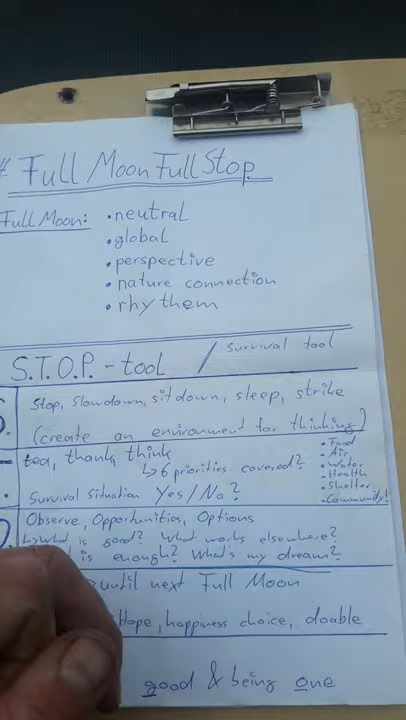 # Full Moon Full Stop
Full Moon: • neutral
• global
• perspective
• nature connection
• rhythem
S.T.O.P. - tool / survival tool
S. Stop, slowdown, sit down, sleep, strike
(create an environment for thinking)
tea, thank, think
↳ 6 priorities covered?
• Food
• Air
• Water
• Health
• Shelter
• Community!
Survival situation Yes/No?
Observe, Opportunities, Options
↳ What is good? What works elsewhere?
is enough? What's my dream?
until next Full Moon
hope, happiness choice, doable
good & being one